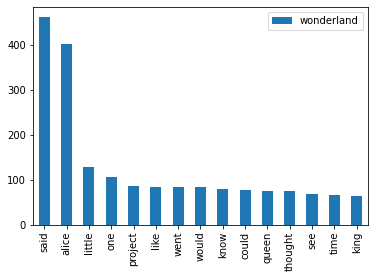 wonderland
400
300
200
100
0
said
alice
little
one
project
like
went
would
know
could
queen
thought
see
time
king